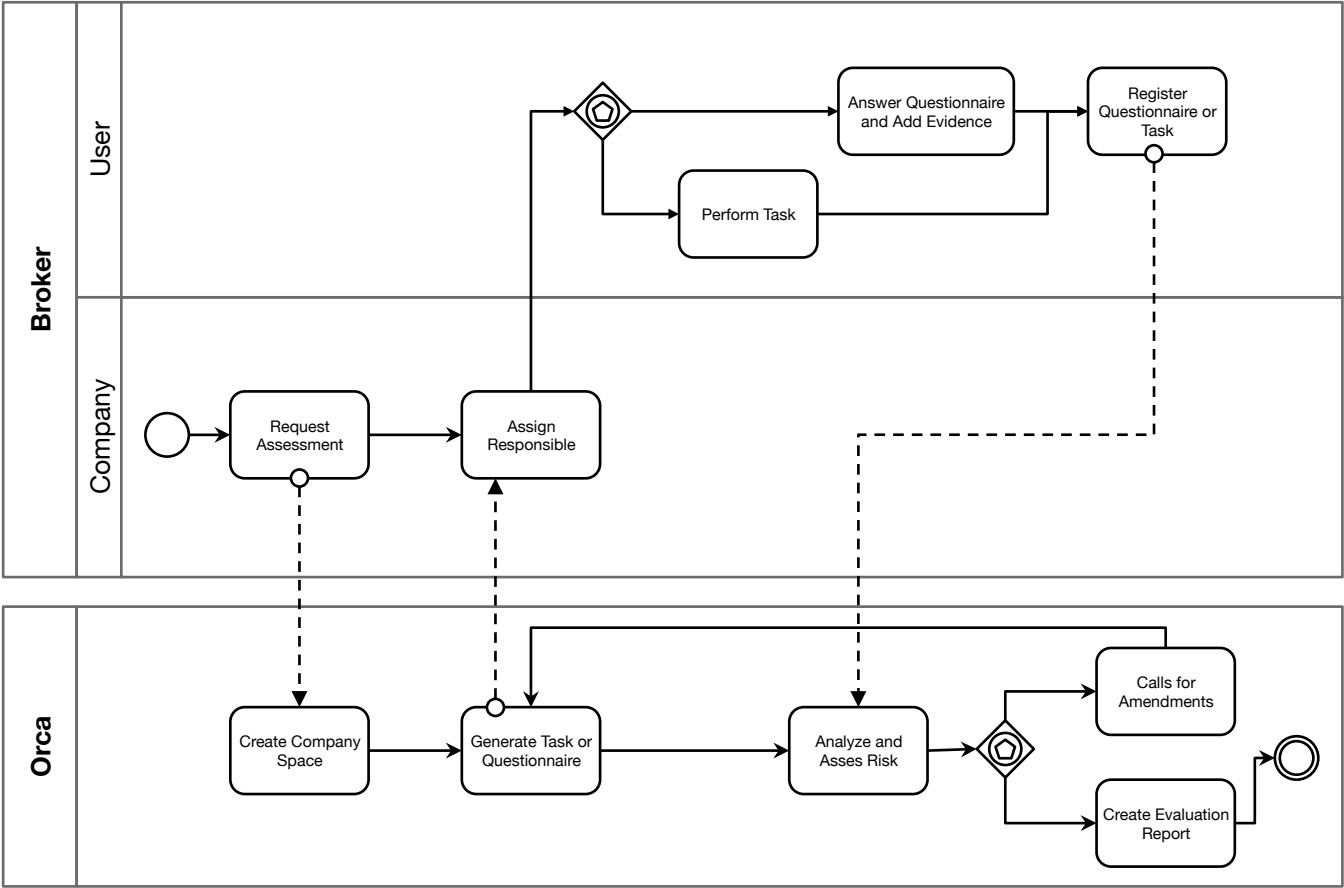 Broker
User
Answer Questionnaire
and Add Evidence
Register
Questionnaire or
Task
Perform Task
Company
Request
Assessment
Assign
Responsible
Orca
Create Company
Space
Generate Task or
Questionnaire
Analyze and
Asses Risk
Calls for
Amendments
Create Evaluation
Report